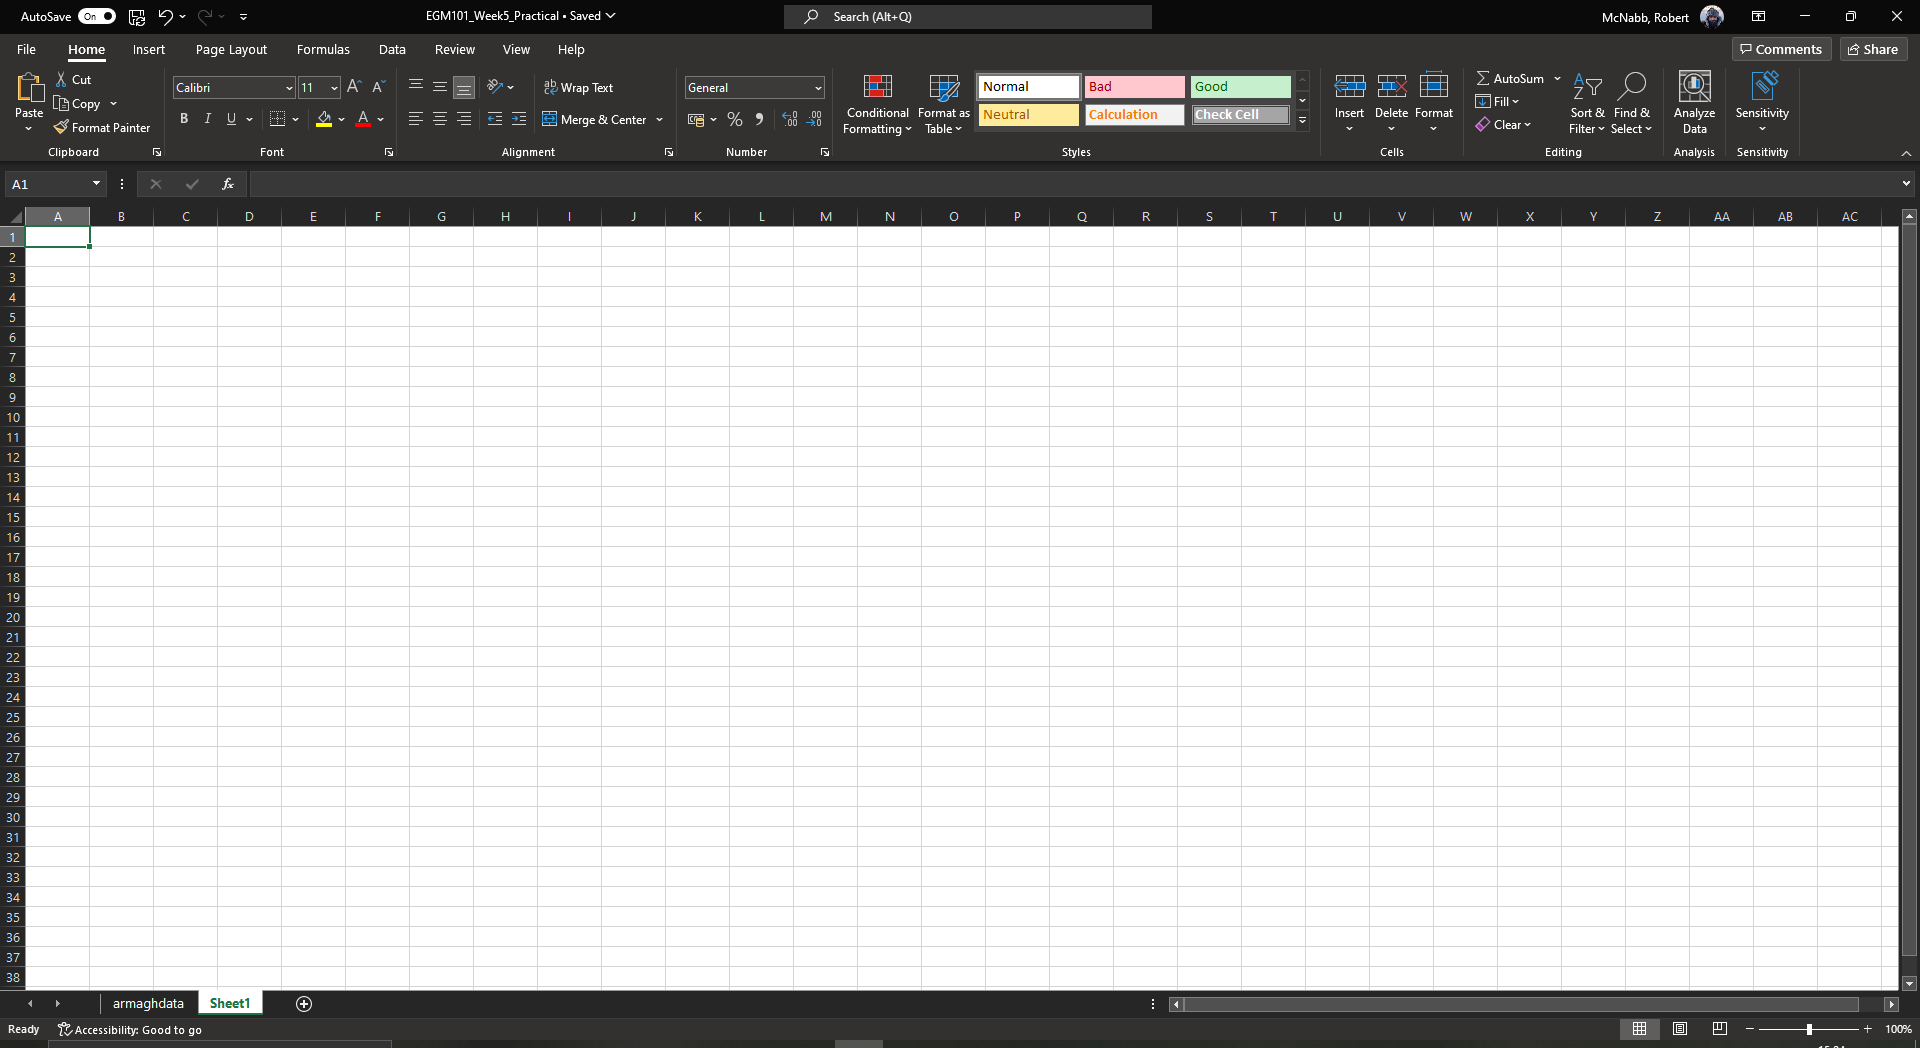 AutoSave On EGM101_Week5_Practical • Saved Search (Alt+Q) McNabb, Robert
File Home Insert Page Layout Formulas Data Review View Help Comments Share
Paste
Cut
Copy
Format Painter
Clipboard
Calibri 11
B I U A
Font
Wrap Text
Merge & Center
Alignment
General
%
Number
Conditional Formatting
Format as Table
Normal Bad Good
Neutral Calculation Check Cell
Styles
Insert Delete Format
Cells
AutoSum
Fill
Clear
Sort & Filter
Find & Select
Editing
Analyze Data
Analysis
Sensitivity
Sensitivity
A1 fx
A B C D E F G H I J K L M N O P Q R S T U V W X Y Z AA AB AC
1
2
3
4
5
6
7
8
9
10
11
12
13
14
15
16
17
18
19
20
21
22
23
24
25
26
27
28
29
30
31
32
33
34
35
36
37
38
armaghdata Sheet1
Ready Accessibility: Good to go 100%